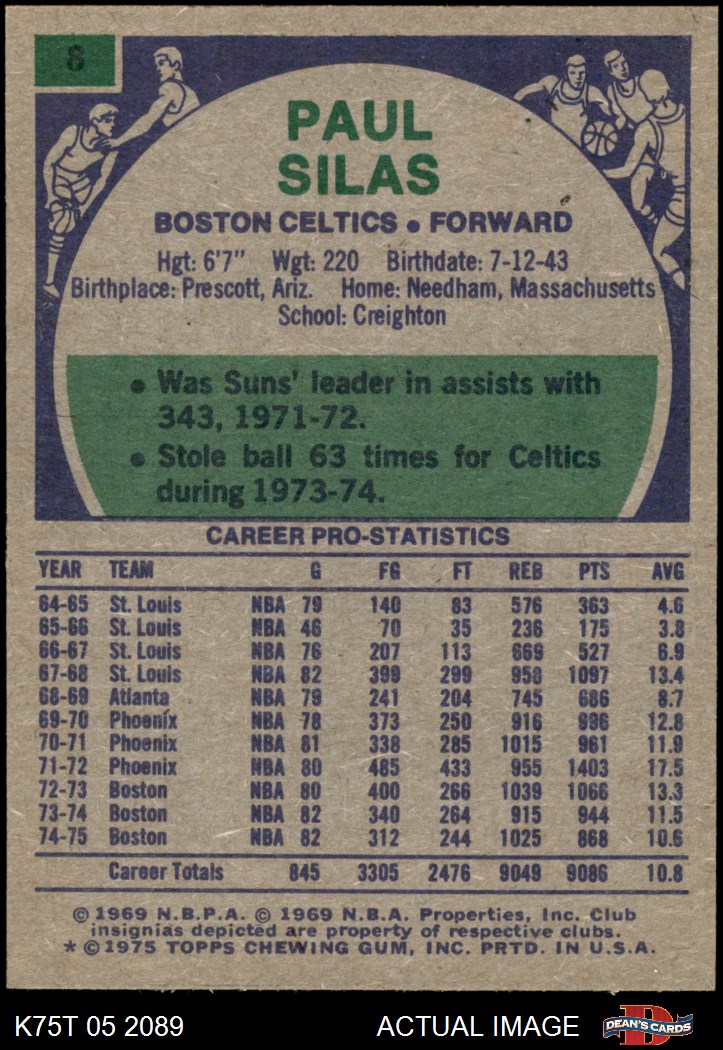 8
PAUL
SILAS
BOSTON CELTICS • FORWARD
Hgt: 6'7" Wgt: 220 Birthdate: 7-12-43
Birthplace: Prescott, Ariz. Home: Needham, Massachusetts
School: Creighton
• Was Suns' leader in assists with
343, 1971-72.
• Stole ball 63 times for Celtics
during 1973-74.
CAREER PRO-STATISTICS
YEAR TEAM G FG FT REB PTS AVG
64-65 St. Louis NBA 79 140 83 576 363 4.6
65-66 St. Louis NBA 46 70 35 236 175 3.8
66-67 St. Louis NBA 76 207 113 669 527 6.9
67-68 St. Louis NBA 82 399 299 958 1097 13.4
68-69 Atlanta NBA 79 241 204 745 686 8.7
69-70 Phoenix NBA 78 373 250 916 996 12.8
70-71 Phoenix NBA 81 338 285 1015 961 11.9
71-72 Phoenix NBA 80 485 433 955 1403 17.5
72-73 Boston NBA 80 400 266 1039 1066 13.3
73-74 Boston NBA 82 340 264 915 944 11.5
74-75 Boston NBA 82 312 244 1025 868 10.6
Career Totals 845 3305 2476 9049 9086 10.8
© 1969 N.B.P.A. © 1969 N.B.A. Properties, Inc. Club
insignias depicted are property of respective clubs.
* © 1975 TOPPS CHEWING GUM, INC. PRTD. IN U.S.A.
K75T 05 2089 ACTUAL IMAGE DEAN'S CARDS